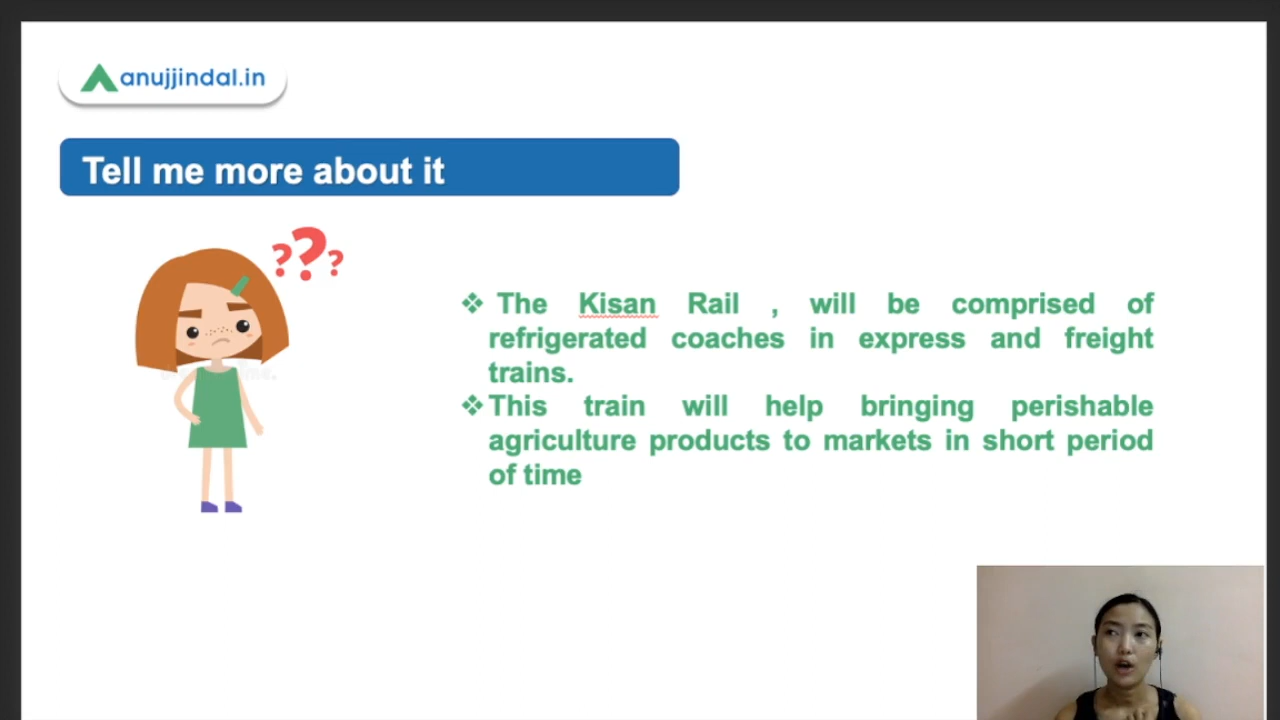 anujjindal.in
Tell me more about it
???
❖ The Kisan Rail , will be comprised of
refrigerated coaches in express and freight
trains.
❖This train will help bringing perishable
agriculture products to markets in short period
of time